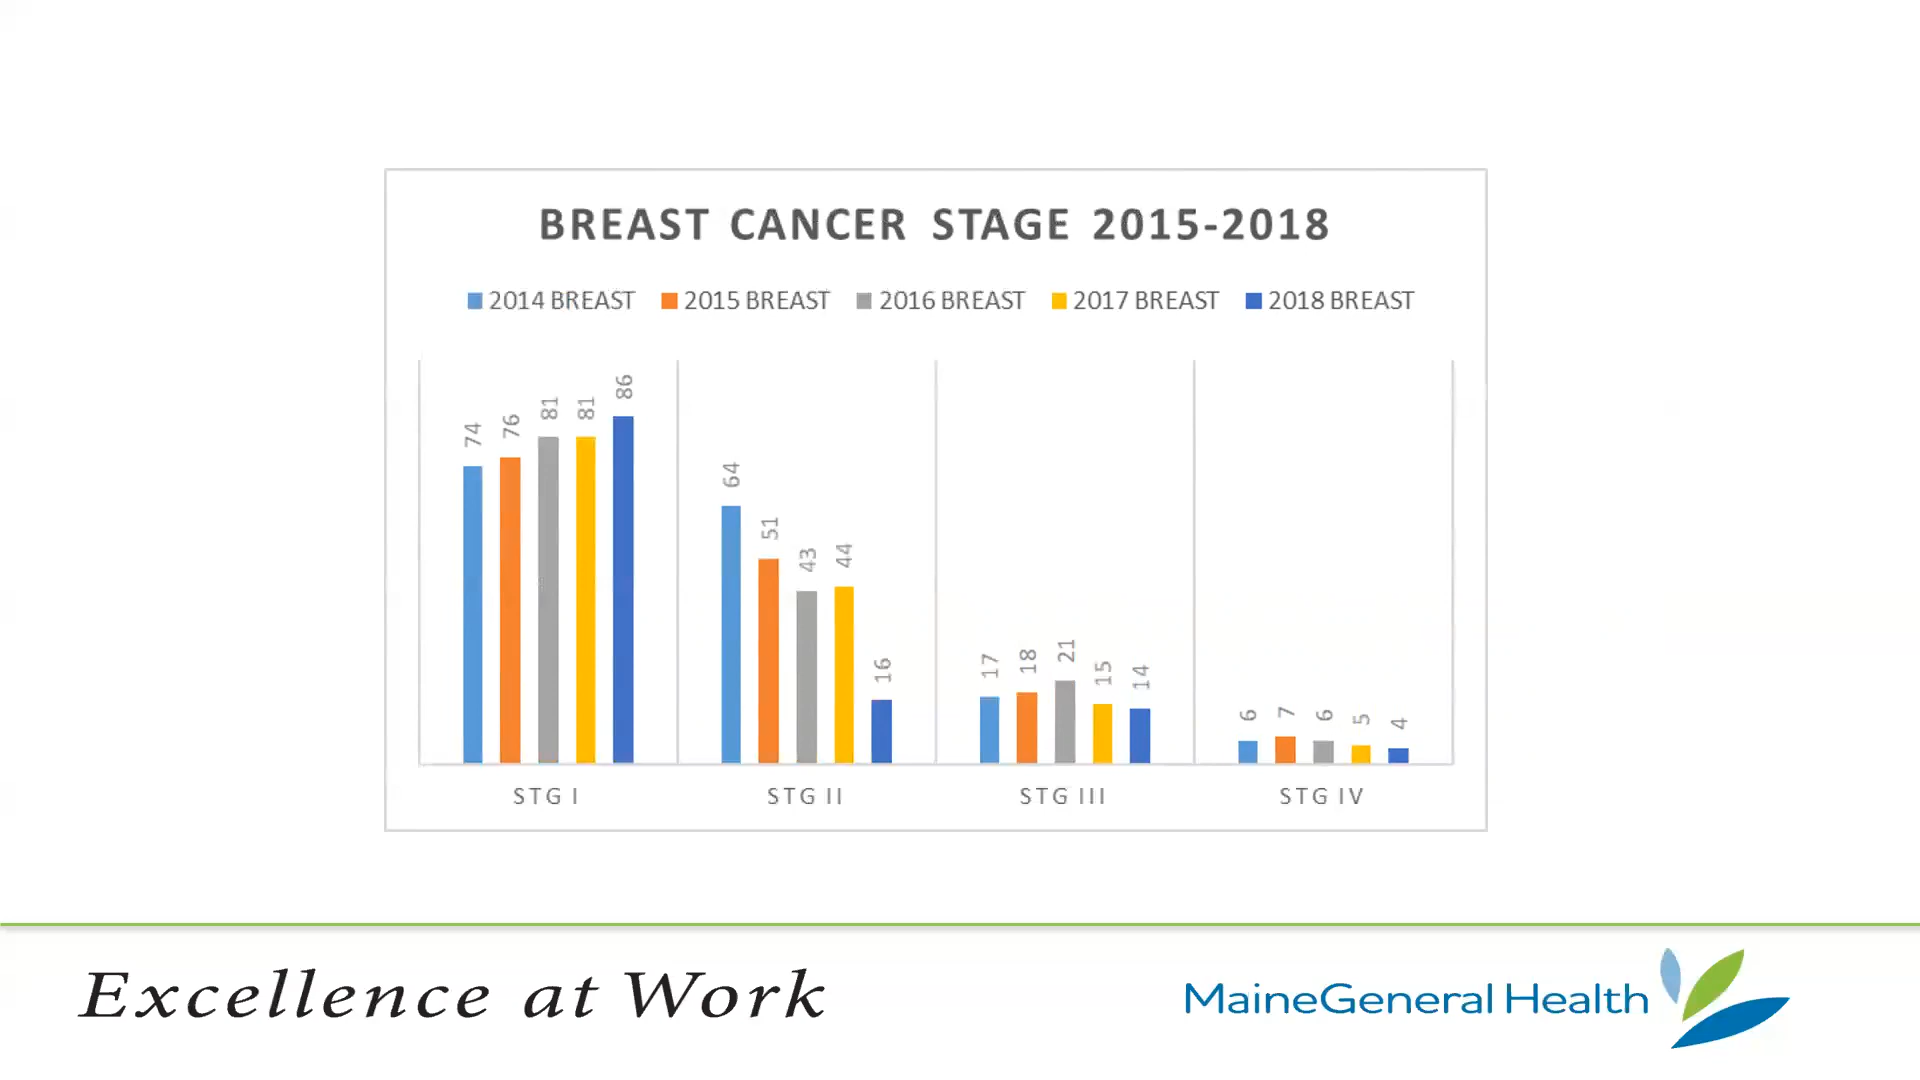 BREAST CANCER STAGE 2015-2018
2014 BREAST 2015 BREAST 2016 BREAST 2017 BREAST 2018 BREAST
74 76 81 81 86
64 51 43 44 16
17 18 21 15 14
6 7 6 5 4
STG I STG II STG III STG IV
Excellence at Work
MaineGeneral Health